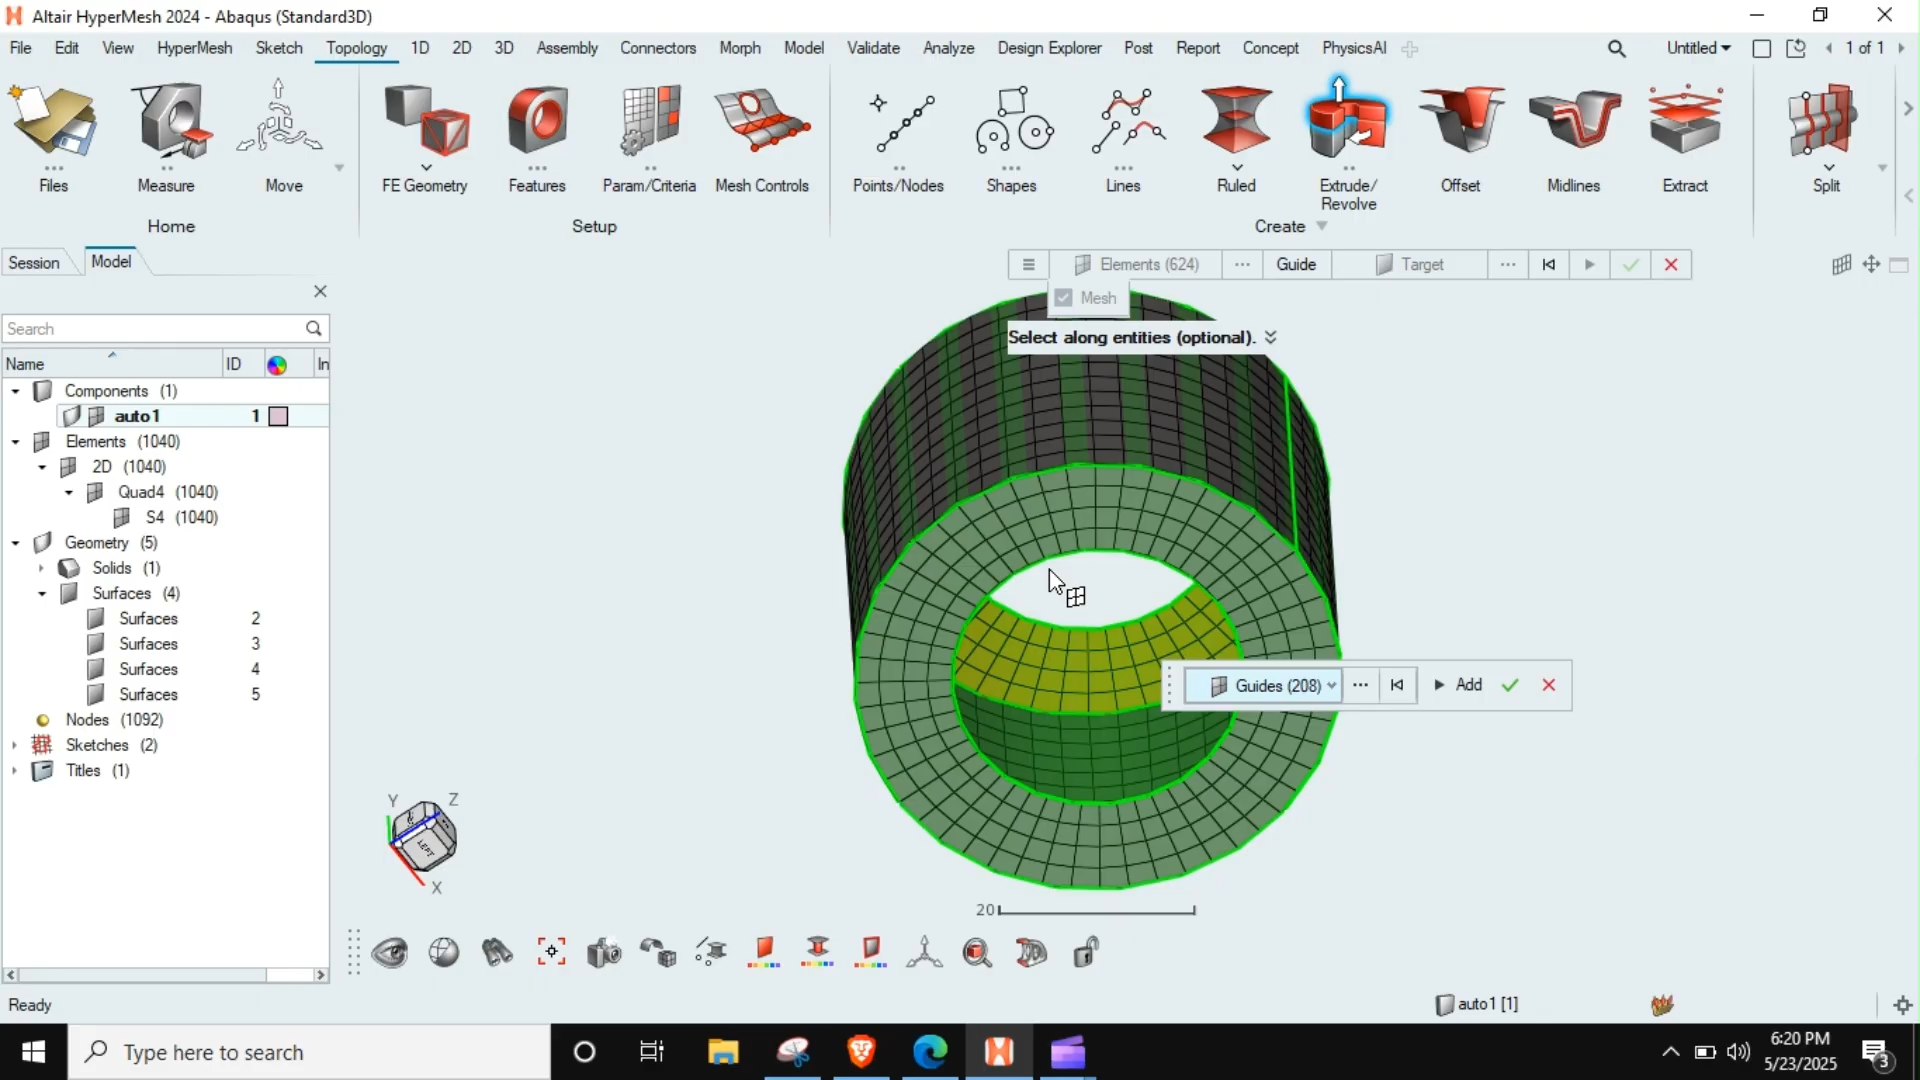 Altair HyperMesh 2024 - Abaqus (Standard3D)
File Edit View HyperMesh Sketch Topology 1D 2D 3D Assembly Connectors Morph Model Validate Analyze Design Explorer Post Report Concept PhysicsAI Untitled 1 of 1
Files Measure Move FE Geometry Features Param/Criteria Mesh Controls Points/Nodes Shapes Lines Ruled Extrude/ Offset Midlines Extract Split
Revolve
Home Setup Create
Session Model
Elements (624) ... Guide Target ...
Mesh
Select along entities (optional).
Search
Name ID In
Components (1)
auto1 1
Elements (1040)
2D (1040)
Quad4 (1040)
S4 (1040)
Geometry (5)
Solids (1)
Surfaces (4)
Surfaces 2
Surfaces 3
Surfaces 4
Surfaces 5
Nodes (1092)
Sketches (2)
Titles (1)
Guides (208) ... Add
Y Z
LEFT
X
20
Ready
auto1 [1]
Type here to search
6:20 PM
5/23/2025
3